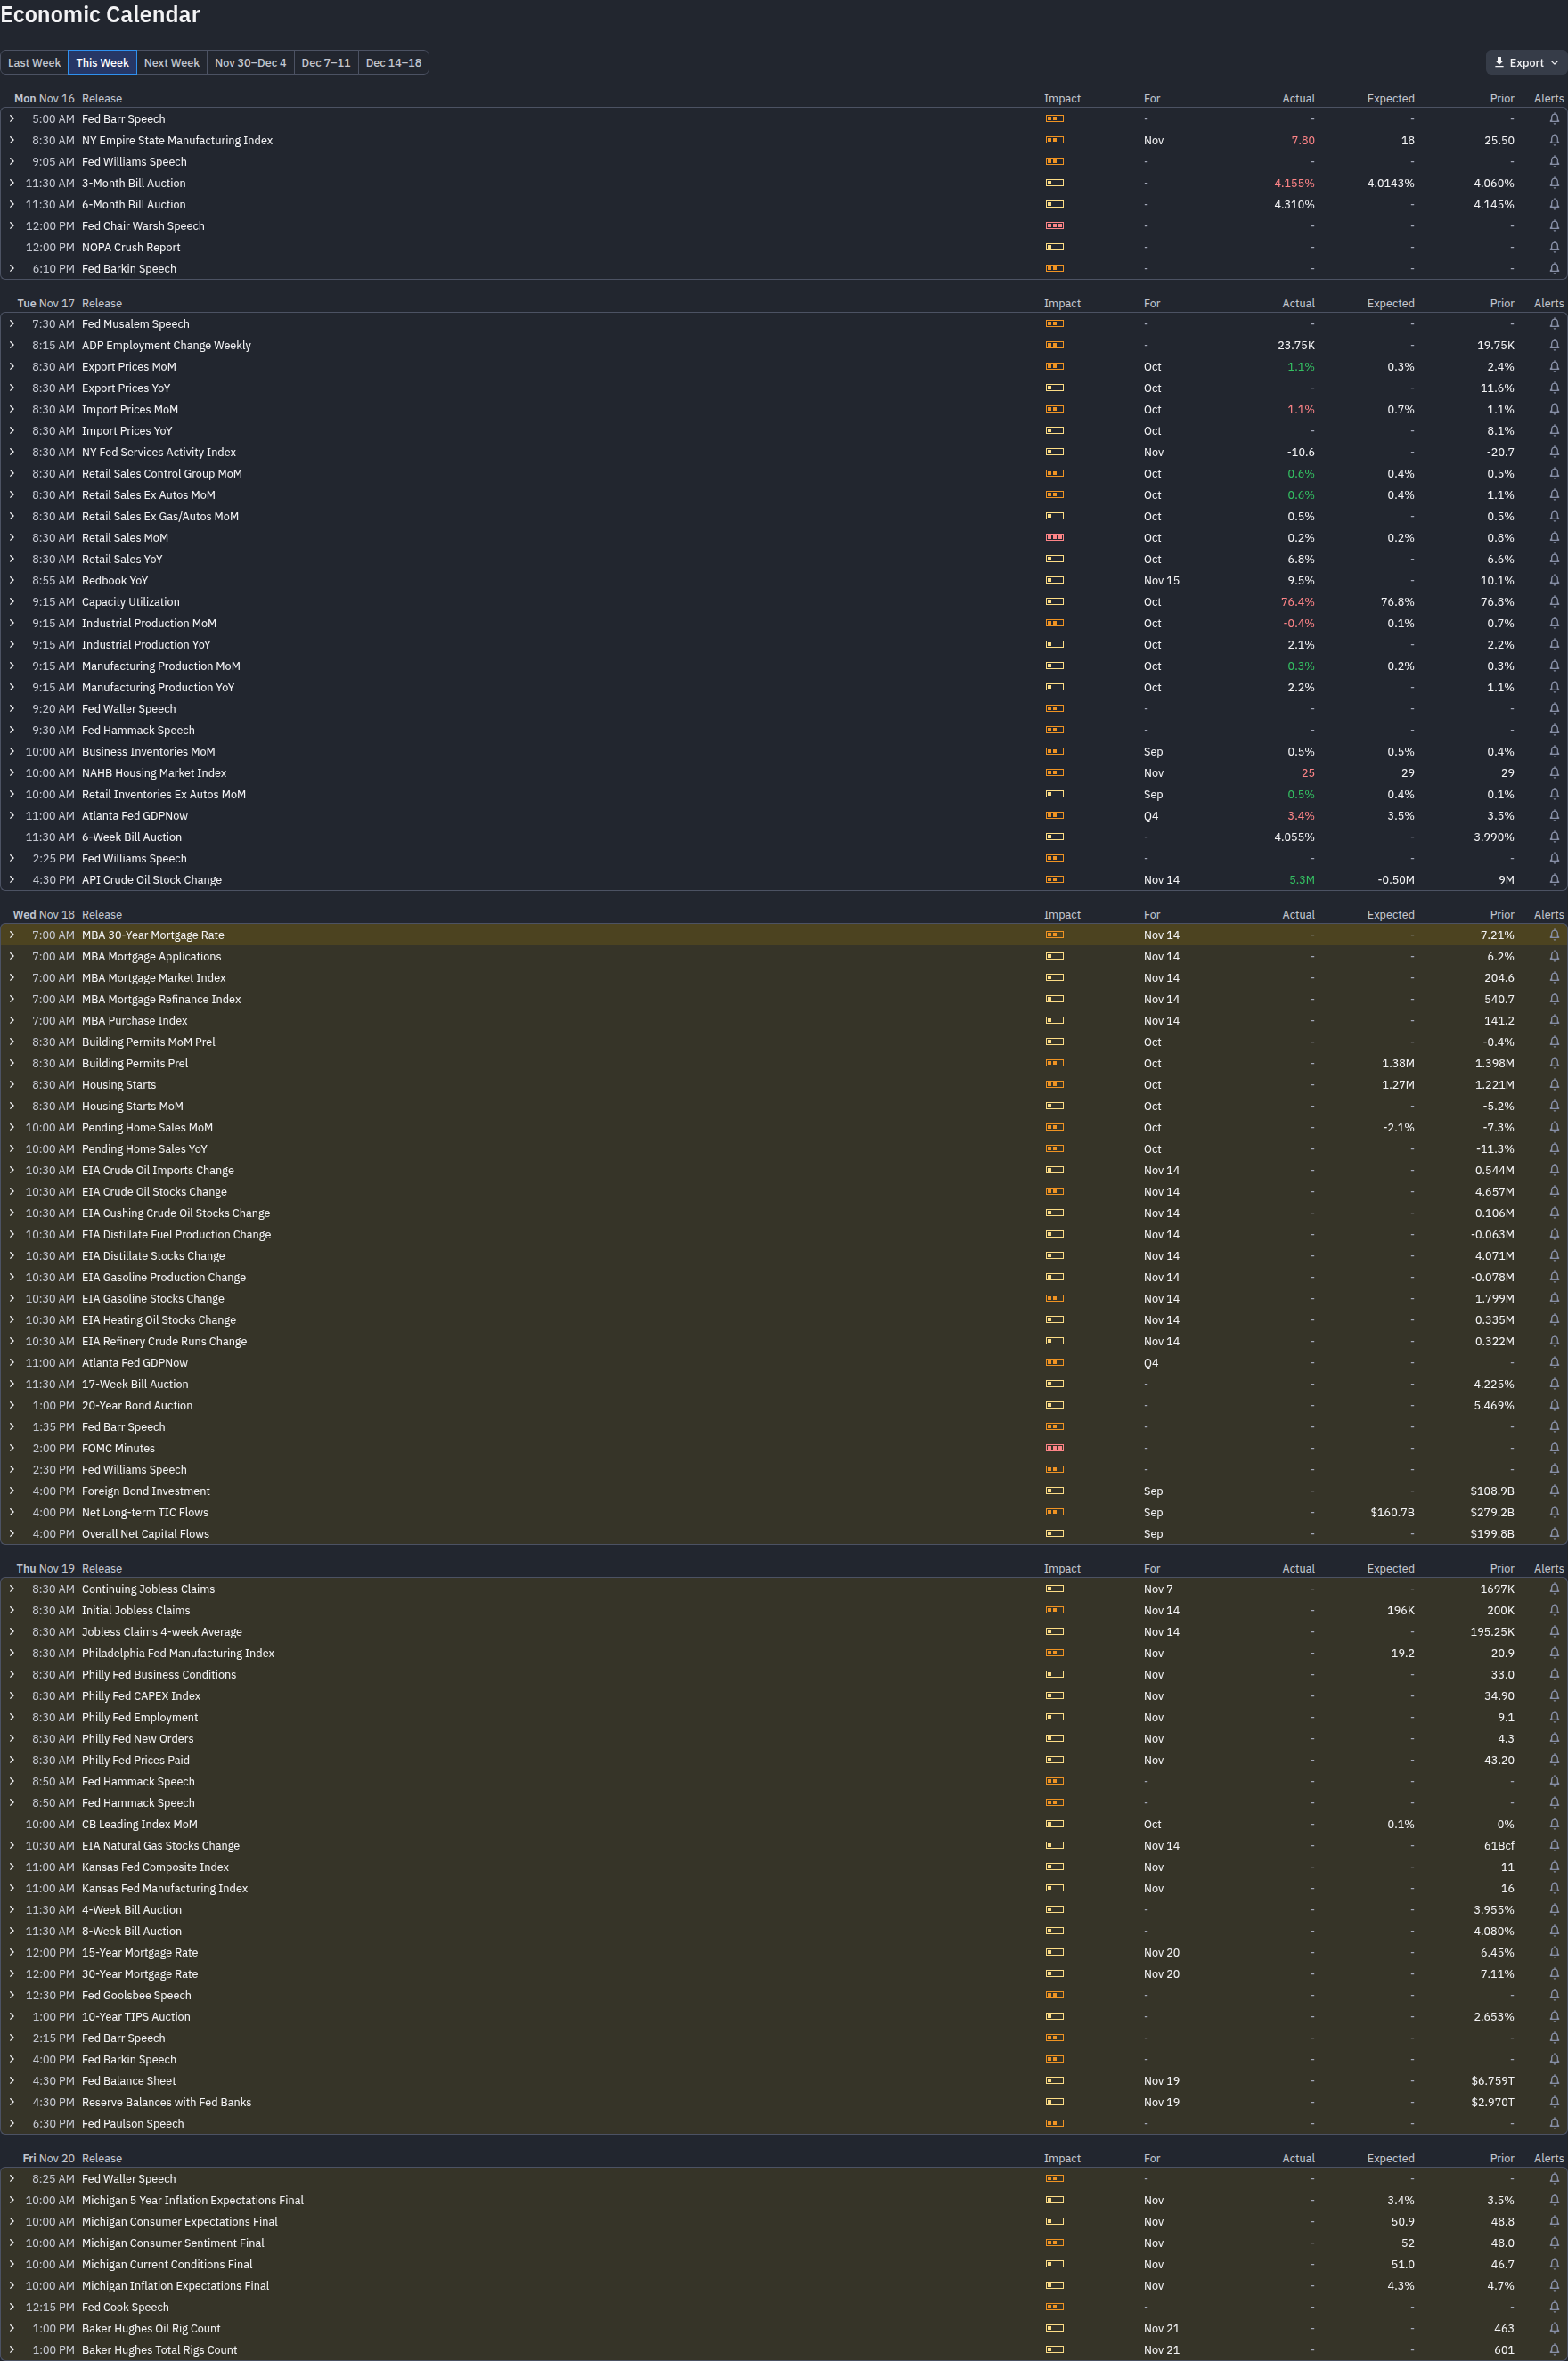 Economic Calendar
Last Week This Week Next Week Nov 30–Dec 4 Dec 7–11 Dec 14–18 Export
Mon Nov 16 Release Impact For Actual Expected Prior Alerts
5:00 AM Fed Barr Speech - - - -
8:30 AM NY Empire State Manufacturing Index Nov 7.80 18 25.50
9:05 AM Fed Williams Speech - - - -
11:30 AM 3-Month Bill Auction - 4.155% 4.0143% 4.060%
11:30 AM 6-Month Bill Auction - 4.310% - 4.145%
12:00 PM Fed Chair Warsh Speech - - - -
12:00 PM NOPA Crush Report - - - -
6:10 PM Fed Barkin Speech - - - -
Tue Nov 17 Release Impact For Actual Expected Prior Alerts
7:30 AM Fed Musalem Speech - - - -
8:15 AM ADP Employment Change Weekly - 23.75K - 19.75K
8:30 AM Export Prices MoM Oct 1.1% 0.3% 2.4%
8:30 AM Export Prices YoY Oct - - 11.6%
8:30 AM Import Prices MoM Oct 1.1% 0.7% 1.1%
8:30 AM Import Prices YoY Oct - - 8.1%
8:30 AM NY Fed Services Activity Index Nov -10.6 - -20.7
8:30 AM Retail Sales Control Group MoM Oct 0.6% 0.4% 0.5%
8:30 AM Retail Sales Ex Autos MoM Oct 0.6% 0.4% 1.1%
8:30 AM Retail Sales Ex Gas/Autos MoM Oct 0.5% - 0.5%
8:30 AM Retail Sales MoM Oct 0.2% 0.2% 0.8%
8:30 AM Retail Sales YoY Oct 6.8% - 6.6%
8:55 AM Redbook YoY Nov 15 9.5% - 10.1%
9:15 AM Capacity Utilization Oct 76.4% 76.8% 76.8%
9:15 AM Industrial Production MoM Oct -0.4% 0.1% 0.7%
9:15 AM Industrial Production YoY Oct 2.1% - 2.2%
9:15 AM Manufacturing Production MoM Oct 0.3% 0.2% 0.3%
9:15 AM Manufacturing Production YoY Oct 2.2% - 1.1%
9:20 AM Fed Waller Speech - - - -
9:30 AM Fed Hammack Speech - - - -
10:00 AM Business Inventories MoM Sep 0.5% 0.5% 0.4%
10:00 AM NAHB Housing Market Index Nov 25 29 29
10:00 AM Retail Inventories Ex Autos MoM Sep 0.5% 0.4% 0.1%
11:00 AM Atlanta Fed GDPNow Q4 3.4% 3.5% 3.5%
11:30 AM 6-Week Bill Auction - 4.055% - 3.990%
2:25 PM Fed Williams Speech - - - -
4:30 PM API Crude Oil Stock Change Nov 14 5.3M -0.50M 9M
Wed Nov 18 Release Impact For Actual Expected Prior Alerts
7:00 AM MBA 30-Year Mortgage Rate Nov 14 - - 7.21%
7:00 AM MBA Mortgage Applications Nov 14 - - 6.2%
7:00 AM MBA Mortgage Market Index Nov 14 - - 204.6
7:00 AM MBA Mortgage Refinance Index Nov 14 - - 540.7
7:00 AM MBA Purchase Index Nov 14 - - 141.2
8:30 AM Building Permits MoM Prel Oct - - -0.4%
8:30 AM Building Permits Prel Oct - 1.38M 1.398M
8:30 AM Housing Starts Oct - 1.27M 1.221M
8:30 AM Housing Starts MoM Oct - - -5.2%
10:00 AM Pending Home Sales MoM Oct - -2.1% -7.3%
10:00 AM Pending Home Sales YoY Oct - - -11.3%
10:30 AM EIA Crude Oil Imports Change Nov 14 - - 0.544M
10:30 AM EIA Crude Oil Stocks Change Nov 14 - - 4.657M
10:30 AM EIA Cushing Crude Oil Stocks Change Nov 14 - - 0.106M
10:30 AM EIA Distillate Fuel Production Change Nov 14 - - -0.063M
10:30 AM EIA Distillate Stocks Change Nov 14 - - 4.071M
10:30 AM EIA Gasoline Production Change Nov 14 - - -0.078M
10:30 AM EIA Gasoline Stocks Change Nov 14 - - 1.799M
10:30 AM EIA Heating Oil Stocks Change Nov 14 - - 0.335M
10:30 AM EIA Refinery Crude Runs Change Nov 14 - - 0.322M
11:00 AM Atlanta Fed GDPNow Q4 - - -
11:30 AM 17-Week Bill Auction - - - 4.225%
1:00 PM 20-Year Bond Auction - - - 5.469%
1:35 PM Fed Barr Speech - - - -
2:00 PM FOMC Minutes - - - -
2:30 PM Fed Williams Speech - - - -
4:00 PM Foreign Bond Investment Sep - - $108.9B
4:00 PM Net Long-term TIC Flows Sep - $160.7B $279.2B
4:00 PM Overall Net Capital Flows Sep - - $199.8B
Thu Nov 19 Release Impact For Actual Expected Prior Alerts
8:30 AM Continuing Jobless Claims Nov 7 - - 1697K
8:30 AM Initial Jobless Claims Nov 14 - 196K 200K
8:30 AM Jobless Claims 4-week Average Nov 14 - - 195.25K
8:30 AM Philadelphia Fed Manufacturing Index Nov - 19.2 20.9
8:30 AM Philly Fed Business Conditions Nov - - 33.0
8:30 AM Philly Fed CAPEX Index Nov - - 34.90
8:30 AM Philly Fed Employment Nov - - 9.1
8:30 AM Philly Fed New Orders Nov - - 4.3
8:30 AM Philly Fed Prices Paid Nov - - 43.20
8:50 AM Fed Hammack Speech - - - -
8:50 AM Fed Hammack Speech - - - -
10:00 AM CB Leading Index MoM Oct - 0.1% 0%
10:30 AM EIA Natural Gas Stocks Change Nov 14 - - 61Bcf
11:00 AM Kansas Fed Composite Index Nov - - 11
11:00 AM Kansas Fed Manufacturing Index Nov - - 16
11:30 AM 4-Week Bill Auction - - - 3.955%
11:30 AM 8-Week Bill Auction - - - 4.080%
12:00 PM 15-Year Mortgage Rate Nov 20 - - 6.45%
12:00 PM 30-Year Mortgage Rate Nov 20 - - 7.11%
12:30 PM Fed Goolsbee Speech - - - -
1:00 PM 10-Year TIPS Auction - - - 2.653%
2:15 PM Fed Barr Speech - - - -
4:00 PM Fed Barkin Speech - - - -
4:30 PM Fed Balance Sheet Nov 19 - - $6.759T
4:30 PM Reserve Balances with Fed Banks Nov 19 - - $2.970T
6:30 PM Fed Paulson Speech - - - -
Fri Nov 20 Release Impact For Actual Expected Prior Alerts
8:25 AM Fed Waller Speech - - - -
10:00 AM Michigan 5 Year Inflation Expectations Final Nov - 3.4% 3.5%
10:00 AM Michigan Consumer Expectations Final Nov - 50.9 48.8
10:00 AM Michigan Consumer Sentiment Final Nov - 52 48.0
10:00 AM Michigan Current Conditions Final Nov - 51.0 46.7
10:00 AM Michigan Inflation Expectations Final Nov - 4.3% 4.7%
12:15 PM Fed Cook Speech - - - -
1:00 PM Baker Hughes Oil Rig Count Nov 21 - - 463
1:00 PM Baker Hughes Total Rigs Count Nov 21 - - 601